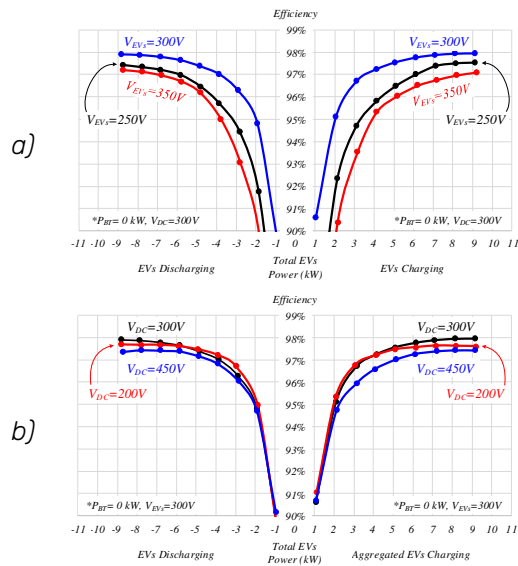 Efficiency
a)
V_EVs=300V
V_EVs=350V
V_EVs=250V
*P_BT= 0 kW, V_DC=300V
98%
97%
96%
95%
94%
93%
92%
91%
90%
V_EVs=300V
V_EVs=350V
V_EVs=250V
*P_BT= 0 kW, V_DC=300V
-11 -10 -9 -8 -7 -6 -5 -4 -3 -2 -1
Total EVs
Power (kW)
1 2 3 4 5 6 7 8 9 10 11
EVs Discharging
EVs Charging
Efficiency
b)
V_DC=300V
V_DC=450V
V_DC=200V
*P_BT= 0 kW, V_EVs=300V
99%
98%
97%
96%
95%
94%
93%
92%
91%
90%
V_DC=300V
V_DC=450V
V_DC=200V
*P_BT= 0 kW, V_EVs=300V
-11 -10 -9 -8 -7 -6 -5 -4 -3 -2 -1
1 2 3 4 5 6 7 8 9 10 11
EVs Discharging
Total EVs
Power (kW)
Aggregated EVs Charging